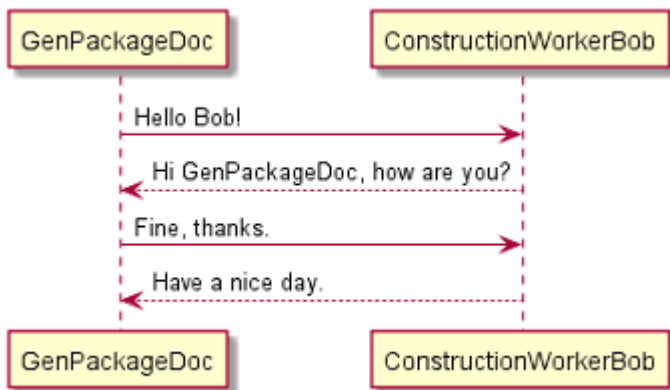 GenPackageDoc
ConstructionWorkerBob
Hello Bob!
Hi GenPackageDoc, how are you?
Fine, thanks.
Have a nice day.
GenPackageDoc
ConstructionWorkerBob